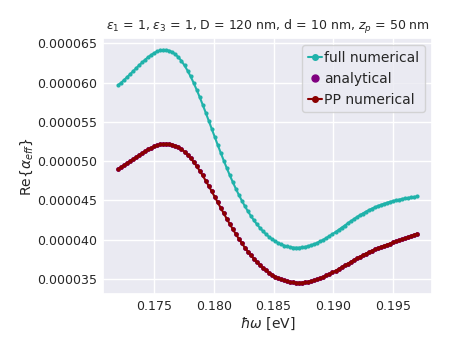 ε₁ = 1, ε₃ = 1, D = 120 nm, d = 10 nm, zₚ = 50 nm
0.000065
0.000060
0.000055
0.000050
0.000045
0.000040
0.000035
Re{α_eff}
full numerical
analytical
PP numerical
0.175 0.180 0.185 0.190 0.195
ħω [eV]